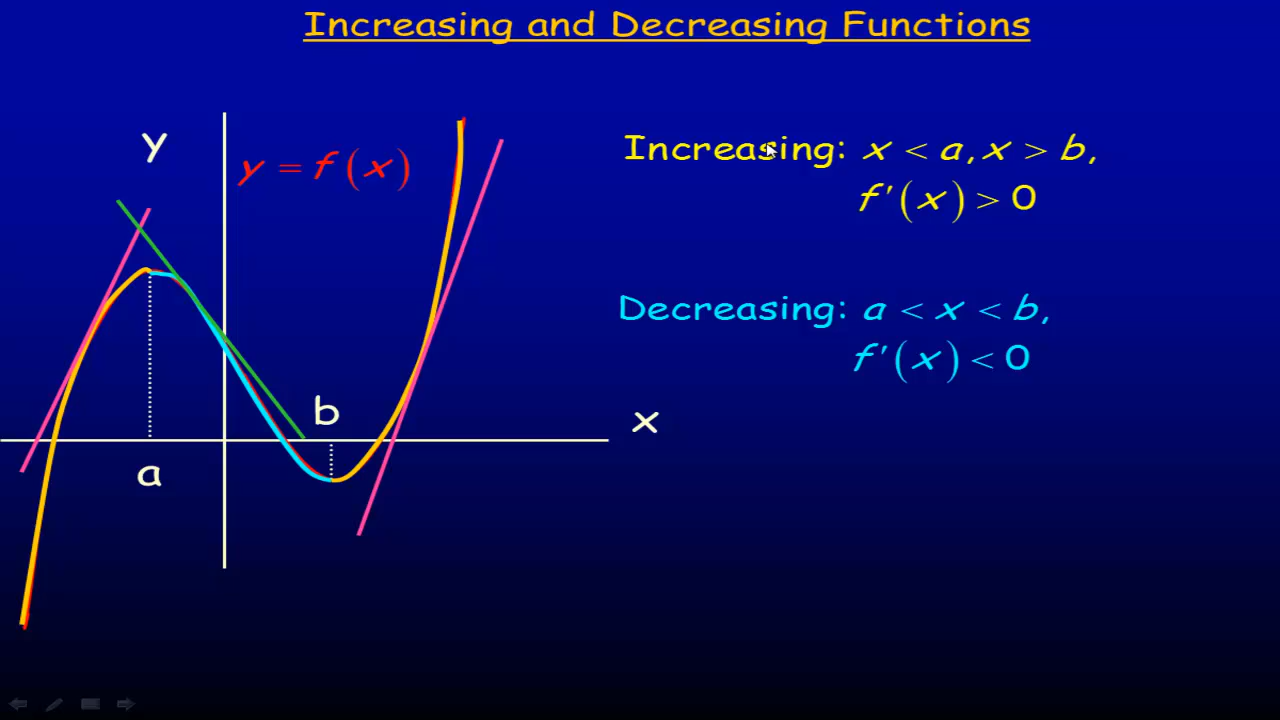 Increasing and Decreasing Functions
y
y = f(x)
Increasing: x < a, x > b,
f′(x) > 0
Decreasing: a < x < b,
f′(x) < 0
b
x
a